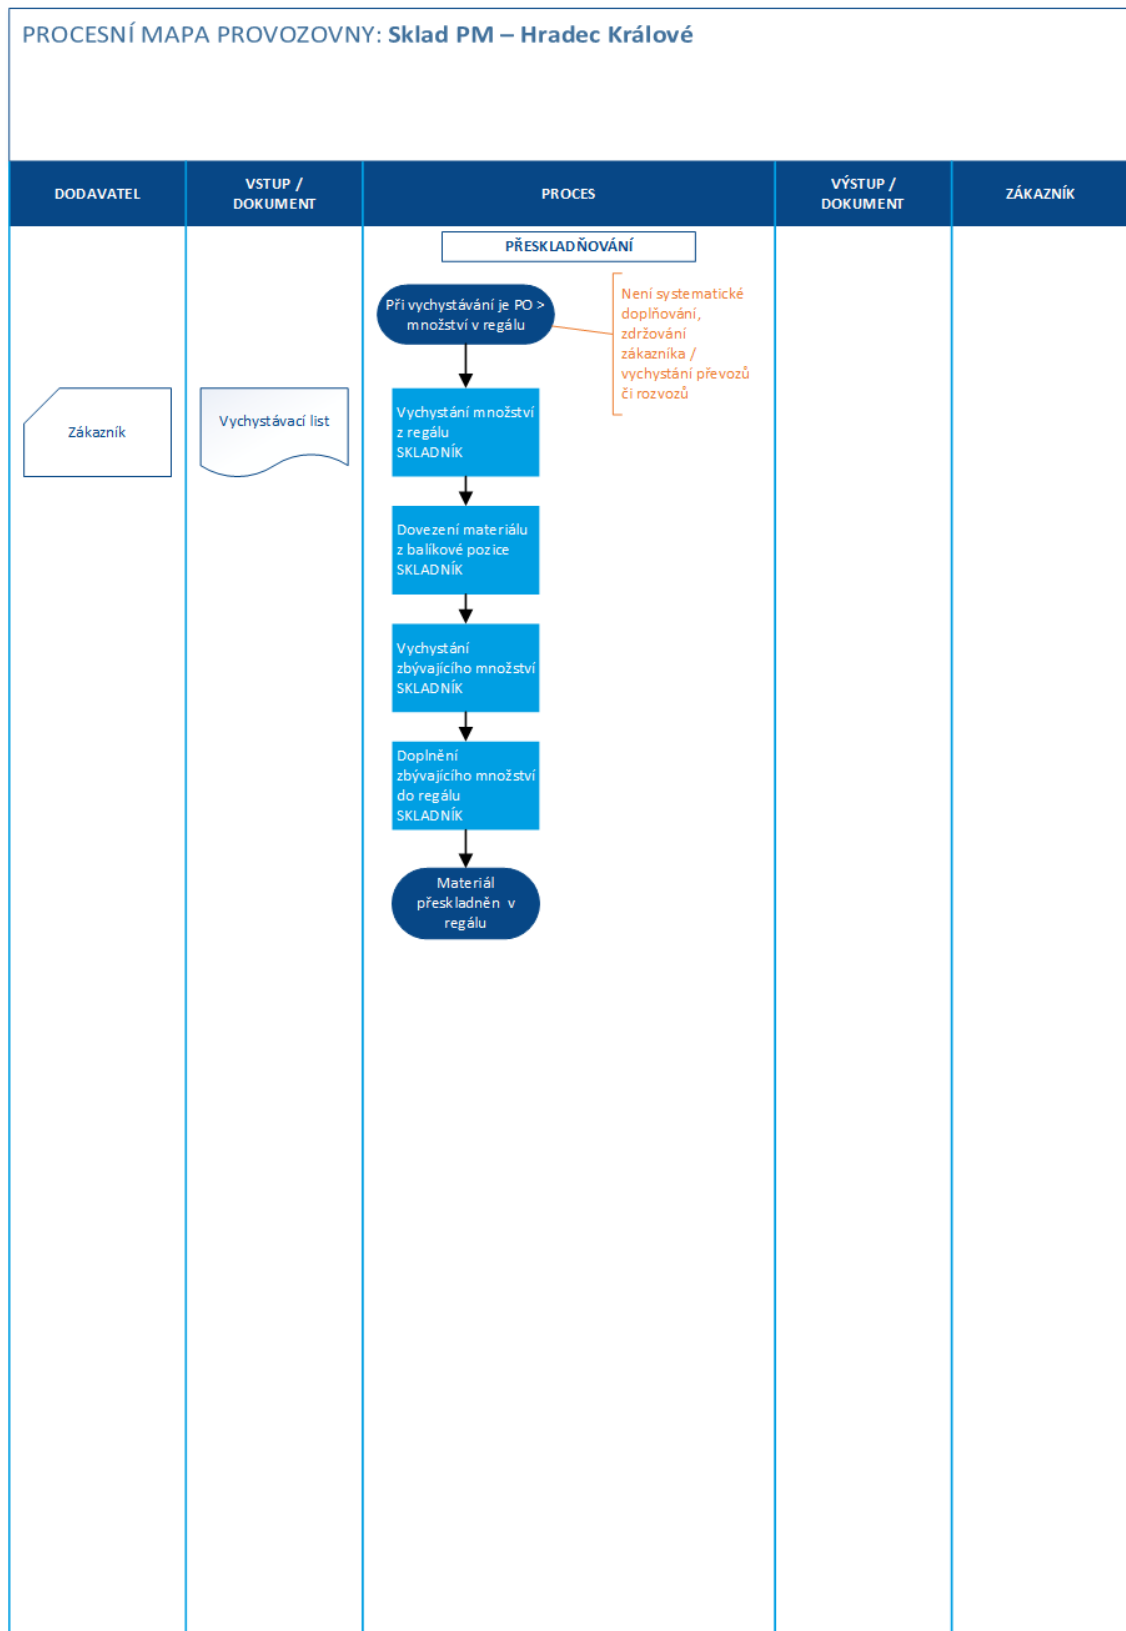 PROCESNÍ MAPA PROVOZOVNY: Sklad PM – Hradec Králové
DODAVATEL
VSTUP /
DOKUMENT
PROCES
VÝSTUP /
DOKUMENT
ZÁKAZNÍK
PŘESKLADŇOVÁNÍ
Při vychystávání je PO >
množství v regálu
Není systematické
doplňování,
zdržování
zákazníka /
vychystání převozů
či rozvozů
Zákazník
Vychystávací list
Vychystání množství
z regálu
SKLADNÍK
Dovezení materiálu
z balíkové pozice
SKLADNÍK
Vychystání
zbývajícího množství
SKLADNÍK
Doplnění
zbývajícího množství
do regálu
SKLADNÍK
Materiál
přeskladněn v
regálu